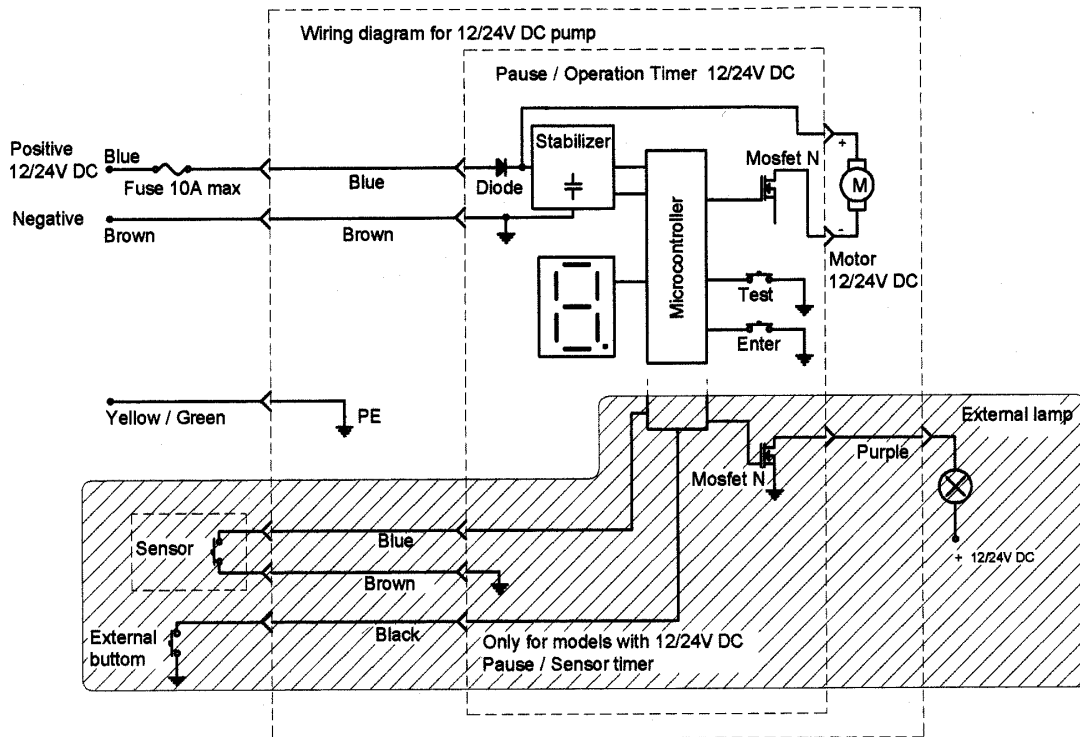 Wiring diagram for 12/24V DC pump
Pause / Operation Timer 12/24V DC
Positive
12/24V DC
Blue
Fuse 10A max
Blue
Diode
Stabilizer
Mosfet N
+
M
-
Motor
12/24V DC
Negative
Brown
Brown
Microcontroller
Test
Enter
Yellow / Green
PE
External lamp
Mosfet N
Purple
+ 12/24V DC
Sensor
Blue
Brown
External
buttom
Black
Only for models with 12/24V DC
Pause / Sensor timer